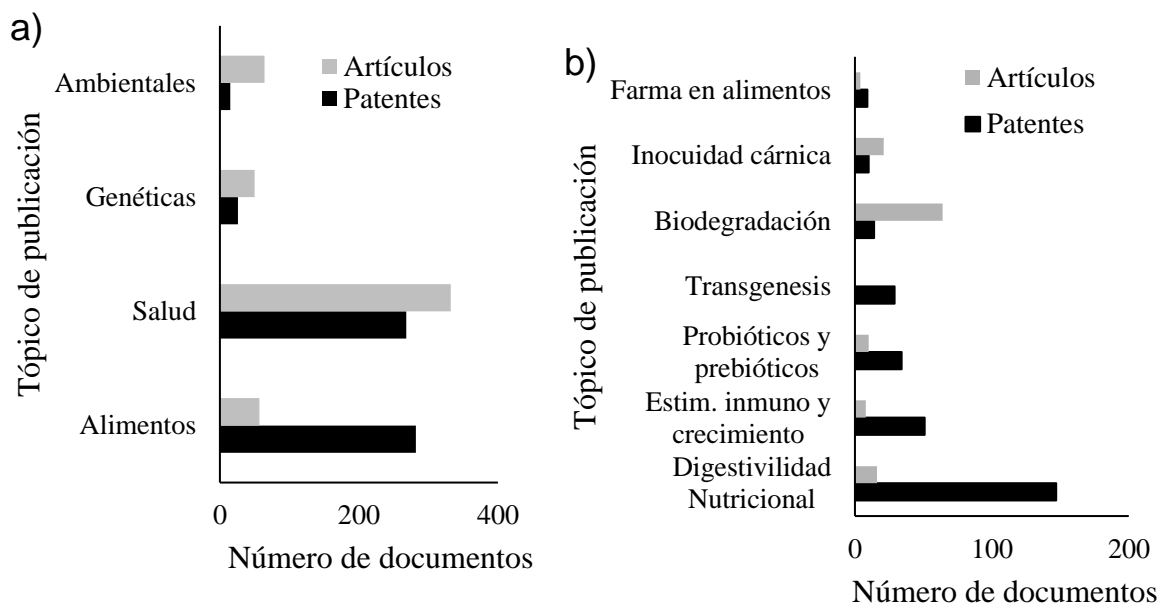 a)
Artículos
Patentes
Tópico de publicación
Ambientales
Genéticas
Salud
Alimentos
0 200 400
Número de documentos
b)
Artículos
Patentes
Tópico de publicación
Farma en alimentos
Inocuidad cárnica
Biodegradación
Transgenesis
Probióticos y
prebióticos
Estim. inmuno y
crecimiento
Digestivilidad
Nutricional
0 100 200
Número de documentos